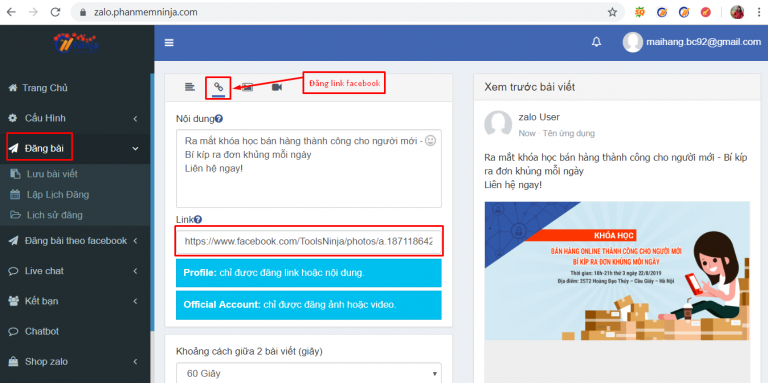 zalo.phanmemninja.com
maihang.bc92@gmail.com
Trang Chủ
Cấu Hình
Đăng bài
Lưu bài viết
Lập Lịch Đăng
Lịch sử đăng
Đăng bài theo facebook
Live chat
Kết bạn
Chatbot
Shop zalo
Đăng link facebook
Nội dung
Ra mắt khóa học bán hàng thành công cho người mới -
Bí kíp ra đơn khủng mỗi ngày
Liên hệ ngay!
Link
https://www.facebook.com/ToolsNinja/photos/a.187118642
Profile: chỉ được đăng link hoặc nội dung.
Official Account: chỉ được đăng ảnh hoặc video.
Khoảng cách giữa 2 bài viết (giây)
60 Giây
Xem trước bài viết
zalo User
Now · Tên ứng dụng
Ra mắt khóa học bán hàng thành công cho người mới - Bí kíp
ra đơn khủng mỗi ngày
Liên hệ ngay!
KHÓA HỌC
BÁN HÀNG ONLINE THÀNH CÔNG CHO NGƯỜI MỚI
BÍ KÍP RA ĐƠN KHỦNG MỖI NGÀY
Thời gian: 18h-21h thứ 3 ngày 22/8/2019
Địa điểm: 25T2 Hoàng Đạo Thúy - Cầu Giấy - Hà Nội